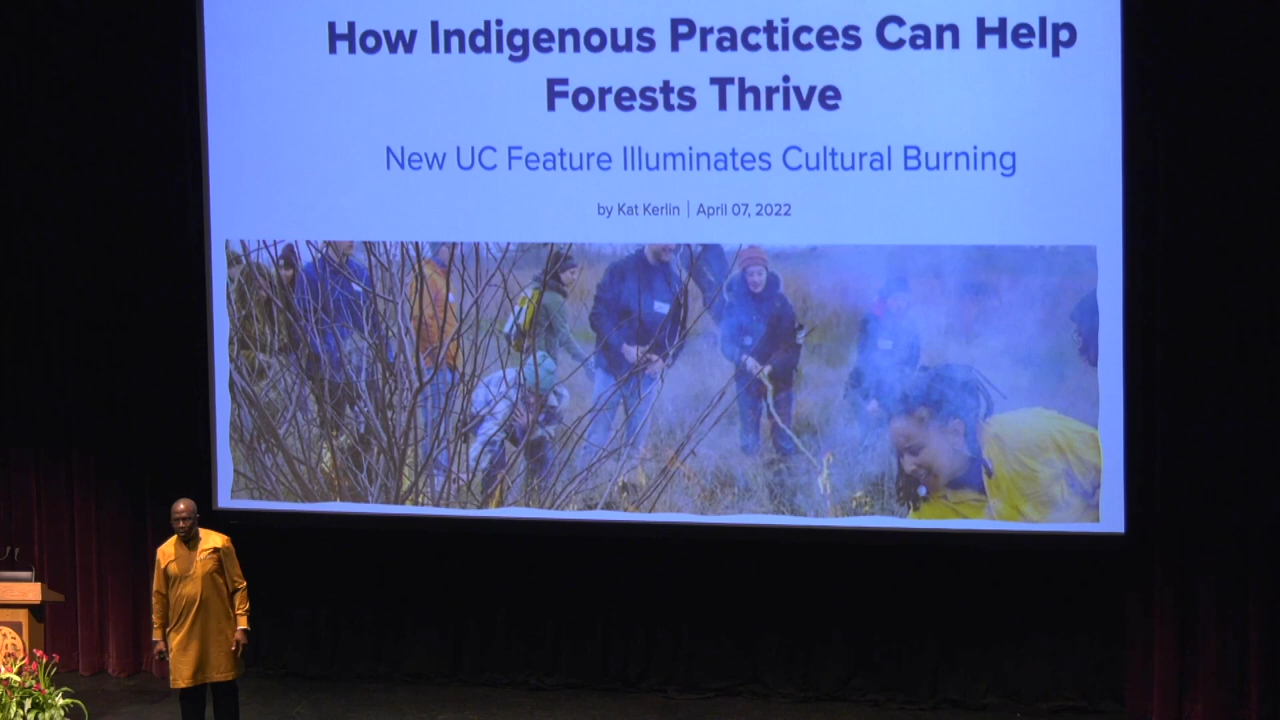 How Indigenous Practices Can Help
Forests Thrive
New UC Feature Illuminates Cultural Burning
by Kat Kerlin | April 07, 2022